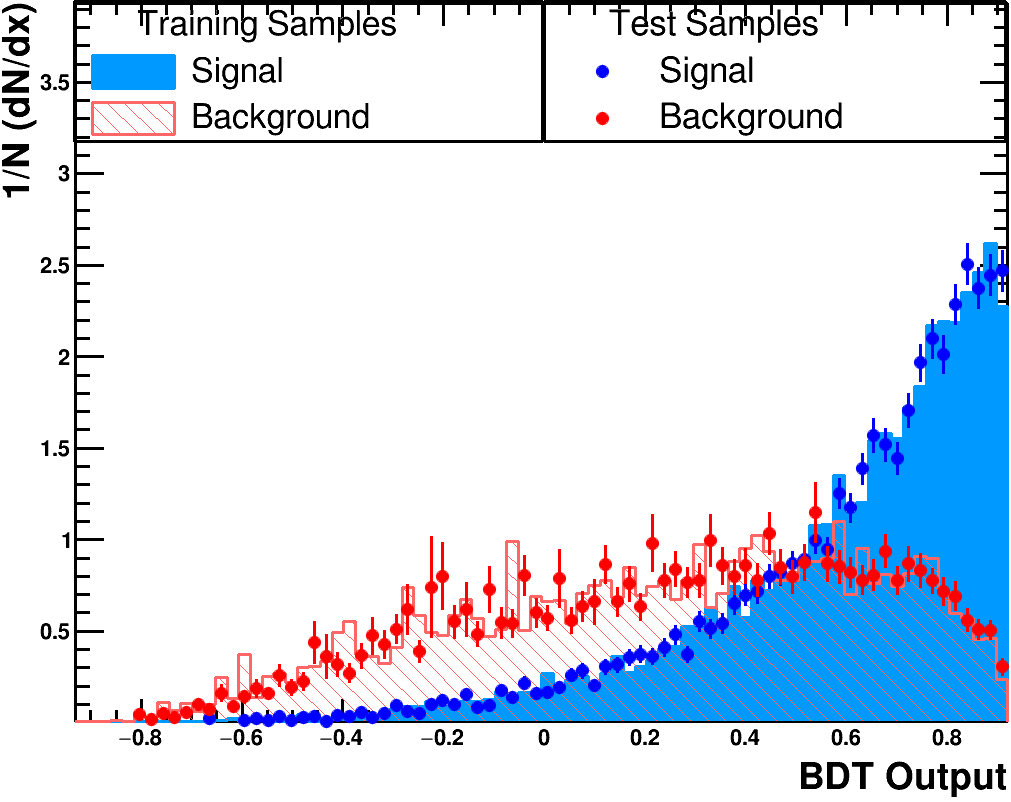 1/N (dN/dx)
Training Samples
Signal
Background
Test Samples
Signal
Background
3.5
3
2.5
2
1.5
1
0.5
−0.8 −0.6 −0.4 −0.2 0 0.2 0.4 0.6 0.8
BDT Output